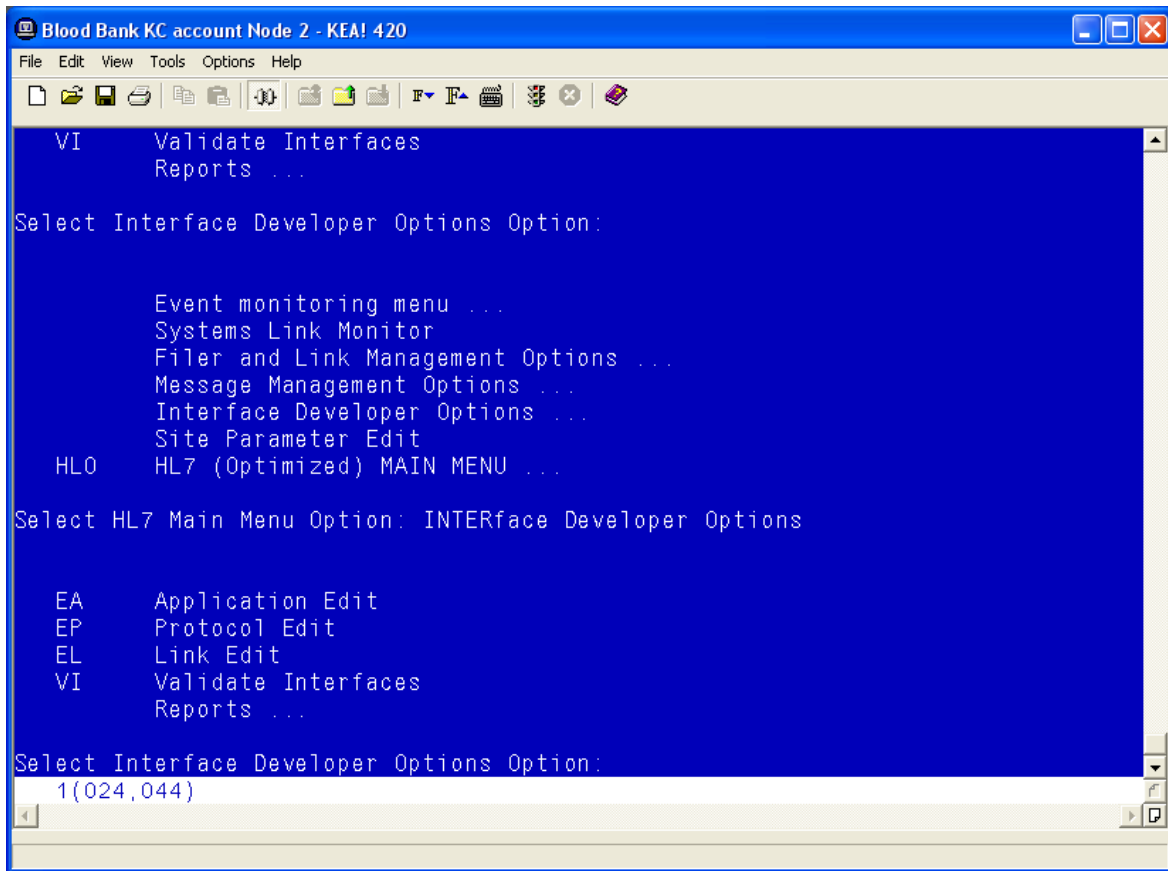 Blood Bank KC account Node 2 - KEA! 420
File Edit View Tools Options Help
VI Validate Interfaces
Reports ...
Select Interface Developer Options Option:
Event monitoring menu ...
Systems Link Monitor
Filer and Link Management Options ...
Message Management Options ...
Interface Developer Options ...
Site Parameter Edit
HLO HL7 (Optimized) MAIN MENU ...
Select HL7 Main Menu Option: INTERface Developer Options
EA Application Edit
EP Protocol Edit
EL Link Edit
VI Validate Interfaces
Reports ...
Select Interface Developer Options Option:
1(024,044)